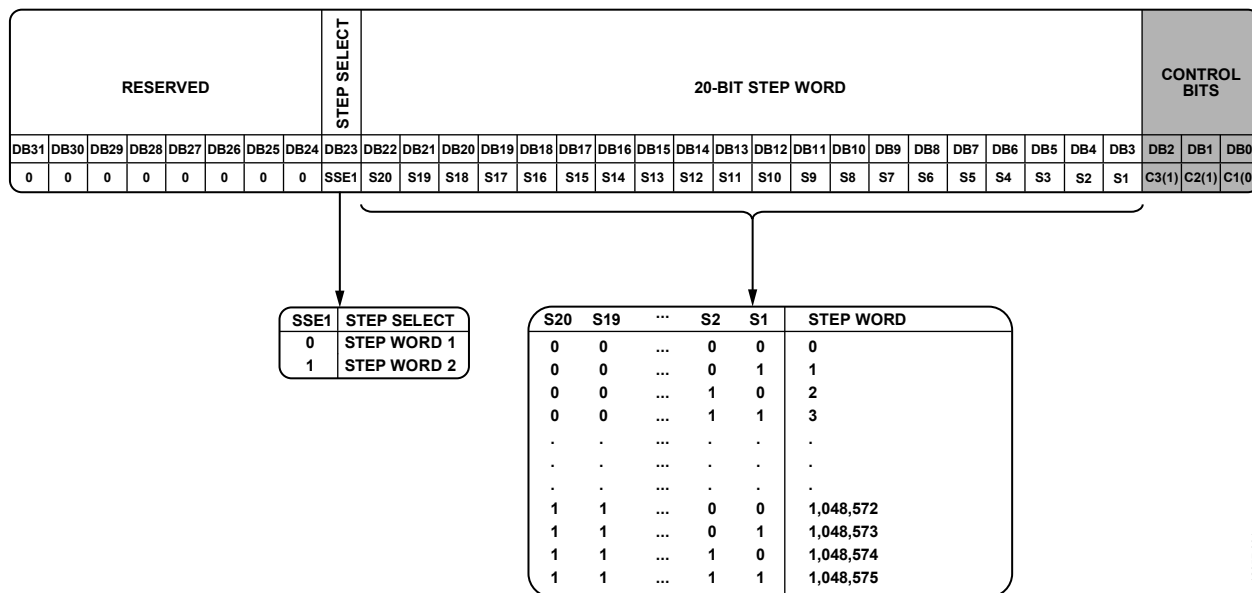 RESERVED STEP SELECT 20-BIT STEP WORD CONTROL BITS
DB31 DB30 DB29 DB28 DB27 DB26 DB25 DB24 DB23 DB22 DB21 DB20 DB19 DB18 DB17 DB16 DB15 DB14 DB13 DB12 DB11 DB10 DB9 DB8 DB7 DB6 DB5 DB4 DB3 DB2 DB1 DB0
0 0 0 0 0 0 0 0 SSE1 S20 S19 S18 S17 S16 S15 S14 S13 S12 S11 S10 S9 S8 S7 S6 S5 S4 S3 S2 S1 C3(1) C2(1) C1(0
SSE1 STEP SELECT
0 STEP WORD 1
1 STEP WORD 2
S20 S19 ... S2 S1 STEP WORD
0 0 ... 0 0 0
0 0 ... 0 1 1
0 0 ... 1 0 2
0 0 ... 1 1 3
. . ... . . .
. . ... . . .
. . ... . . .
1 1 ... 0 0 1,048,572
1 1 ... 0 1 1,048,573
1 1 ... 1 0 1,048,574
1 1 ... 1 1 1,048,575